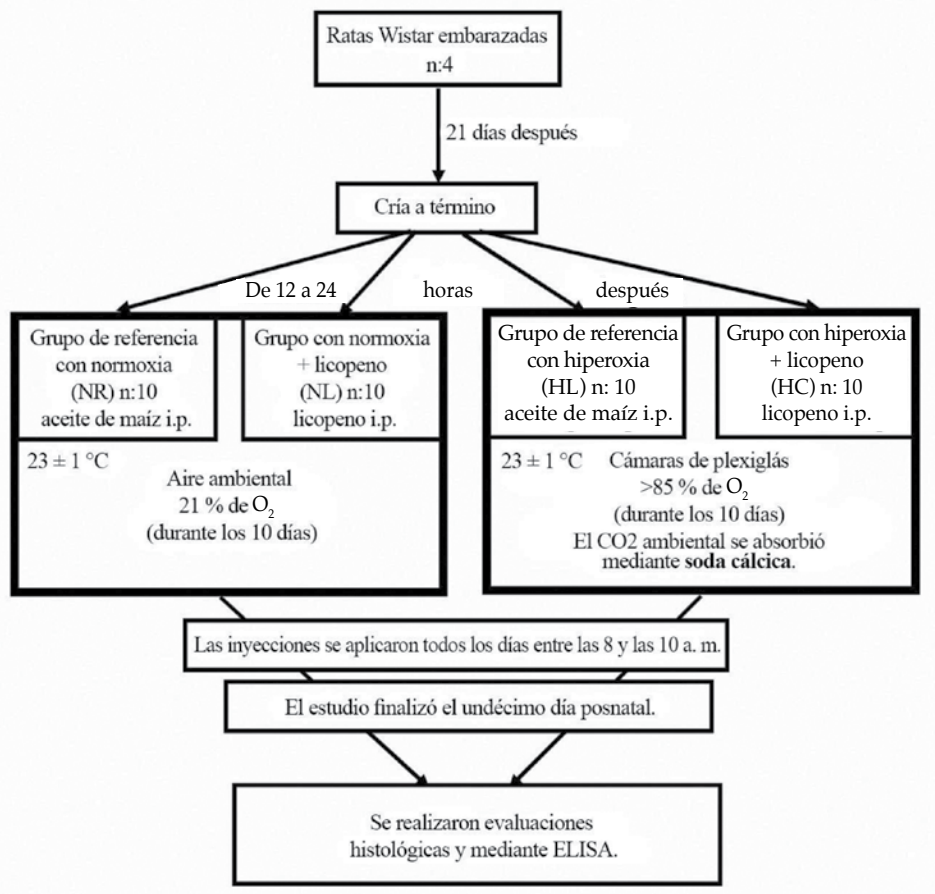 Ratas Wistar embarazadas
n:4
21 días después
Cría a término
De 12 a 24 horas después
Grupo de referencia
con normoxia
(NR) n:10
aceite de maíz i.p.
Grupo con normoxia
+ licopeno
(NL) n:10
licopeno i.p.
23 ± 1 °C
Aire ambiental
21 % de O₂
(durante los 10 días)
Grupo de referencia
con hiperoxia
(HL) n: 10
aceite de maíz i.p.
Grupo con hiperoxia
+ licopeno
(HC) n: 10
licopeno i.p.
23 ± 1 °C Cámaras de plexiglás
>85 % de O₂
(durante los 10 días)
El CO2 ambiental se absorbió
mediante soda cálcica.
Las inyecciones se aplicaron todos los días entre las 8 y las 10 a. m.
El estudio finalizó el undécimo día posnatal.
Se realizaron evaluaciones
histológicas y mediante ELISA.